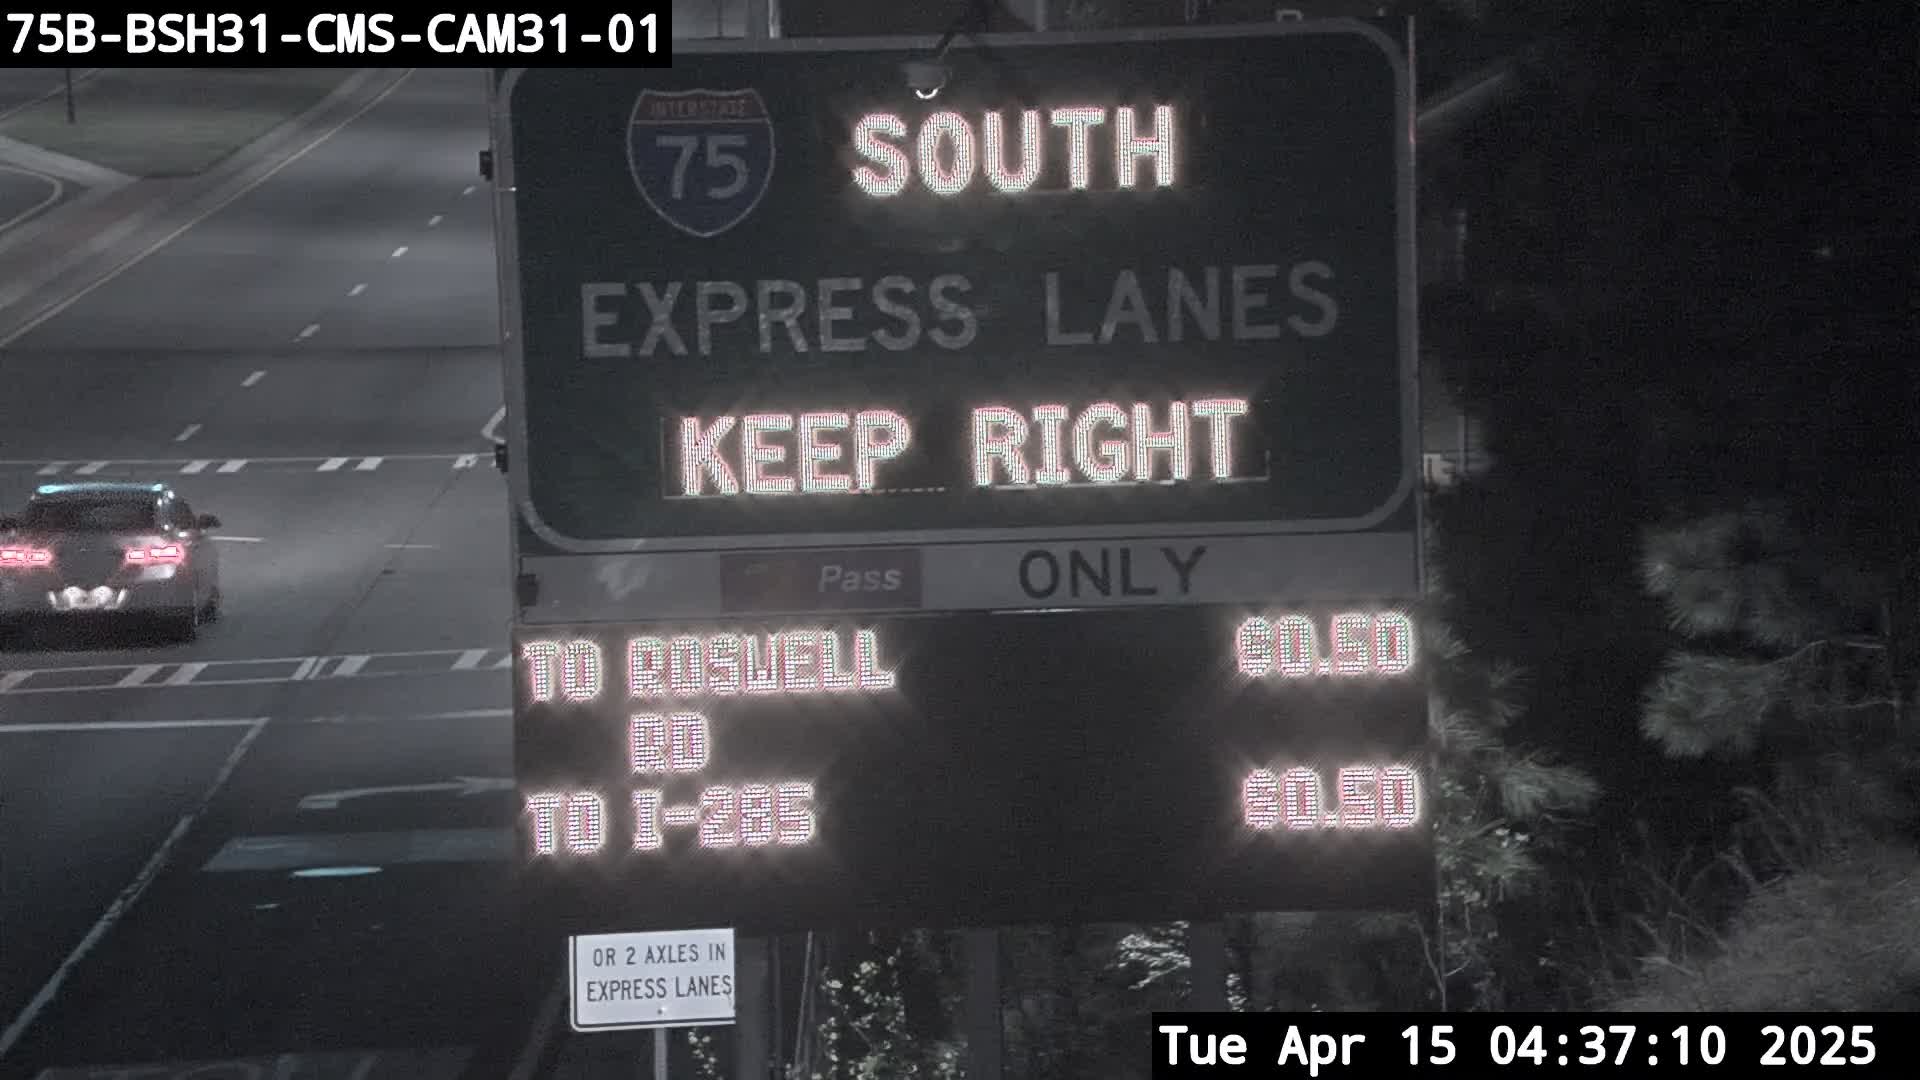 75B-BSH31-CMS-CAM31-01
INTERSTATE
75
SOUTH
EXPRESS LANES
KEEP RIGHT
Pass ONLY
TO ROSWELL $0.50
RD
TO I-285 $0.50
OR 2 AXLES IN
EXPRESS LANES
Tue Apr 15 04:37:10 2025